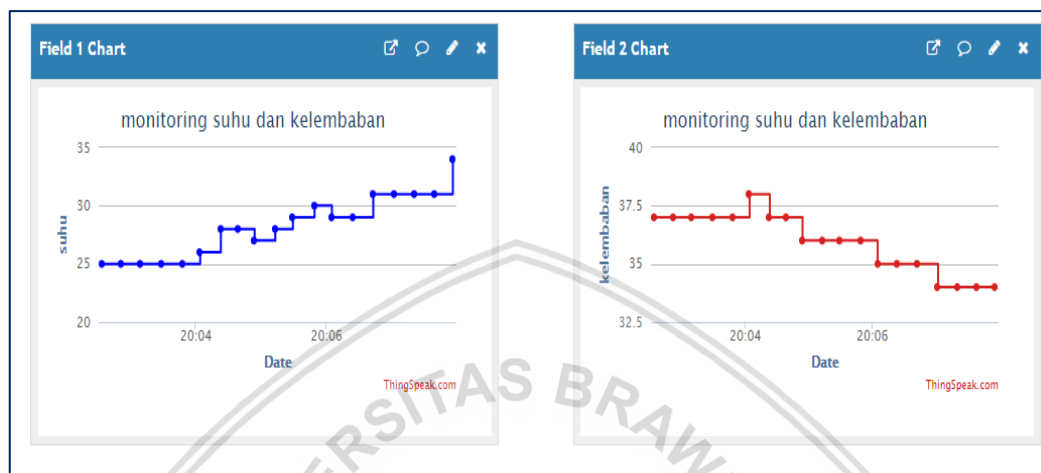 Field 1 Chart
monitoring suhu dan kelembaban
35
30
25
20
suhu
20:04
20:06
Date
ThingSpeak.com
Field 2 Chart
monitoring suhu dan kelembaban
40
37.5
35
32.5
kelembaban
20:04
20:06
Date
ThingSpeak.com
ERSITAS BRAW